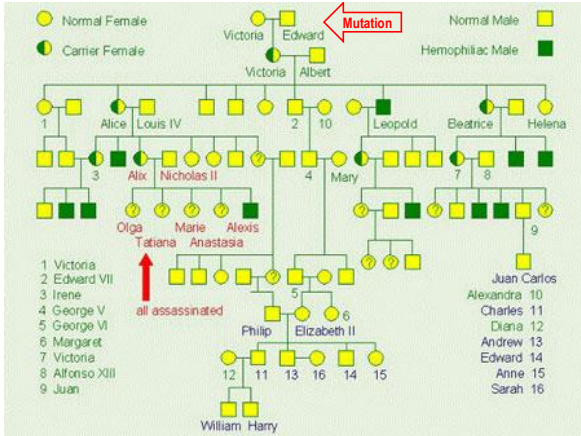 Normal Female
Carrier Female
Victoria Edward
Mutation
Normal Male
Hemophiliac Male
Victoria Albert
1 Alice Louis IV 2 10 Leopold Beatrice Helena
3 Alix Nicholas II ? 4 Mary 7 8
? ? ? ? ? ? 9
Olga Marie Alexis
Tatiana Anastasia
? ?
all assassinated
? 5 6
Juan Carlos
Philip Elizabeth II
12 11 13 16 14 15
William Harry
1 Victoria
2 Edward VII
3 Irene
4 George V
5 George VI
6 Margaret
7 Victoria
8 Alfonso XIII
9 Juan
Alexandra 10
Charles 11
Diana 12
Andrew 13
Edward 14
Anne 15
Sarah 16